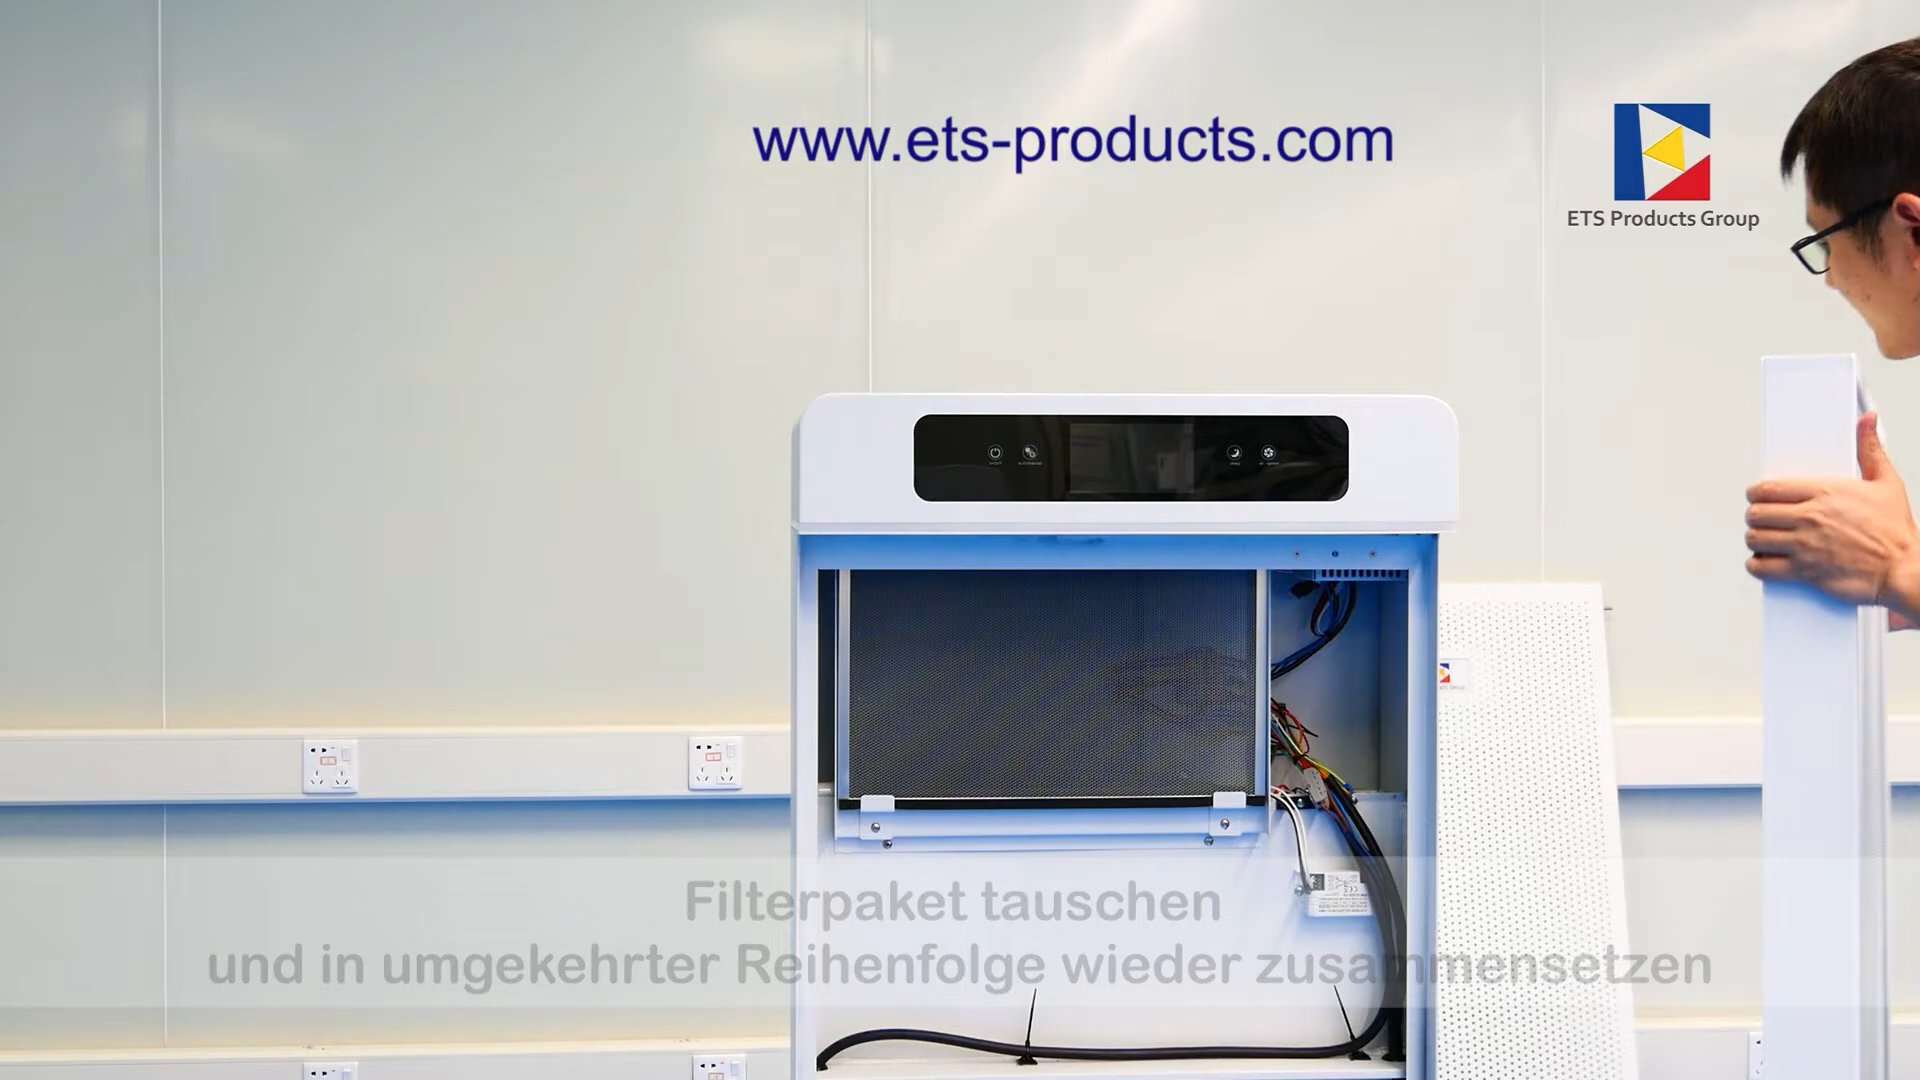 www.ets-products.com
ETS Products Group
Filterpaket tauschen
und in umgekehrter Reihenfolge wieder zusammensetzen